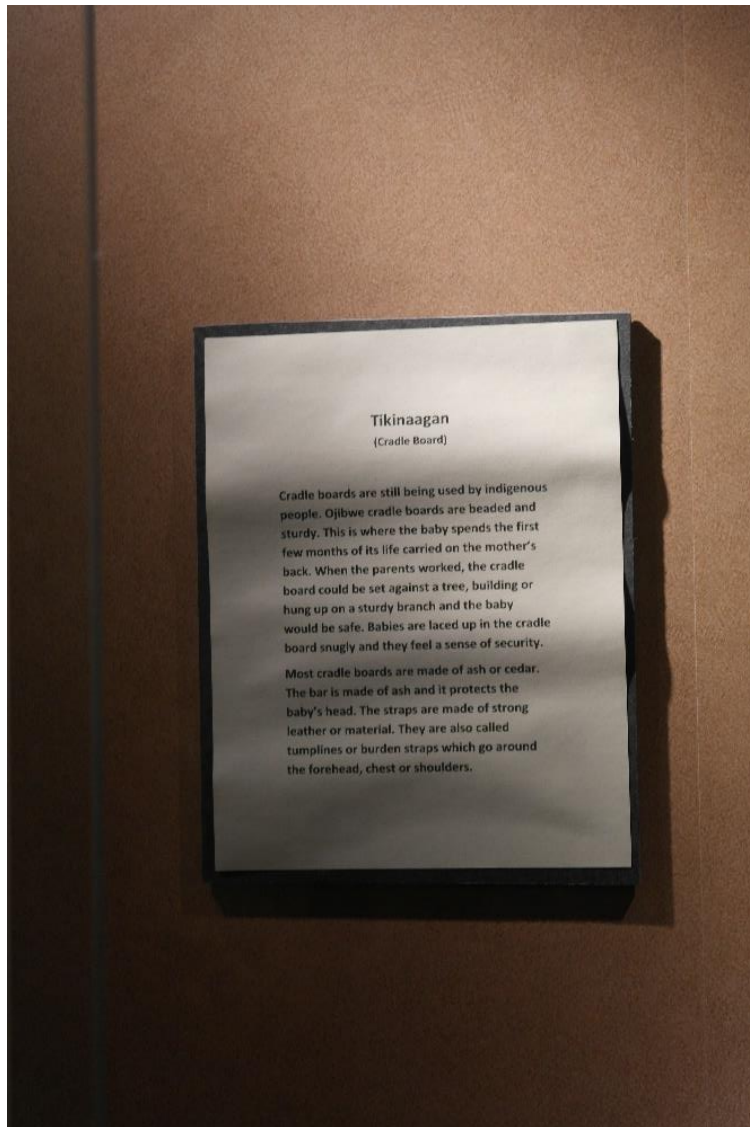 Tikinaagan
(Cradle Board)
Cradle boards are still being used by indigenous
people. Ojibwe cradle boards are beaded and
sturdy. This is where the baby spends the first
few months of its life carried on the mother's
back. When the parents worked, the cradle
board could be set against a tree, building or
hung up on a sturdy branch and the baby
would be safe. Babies are laced up in the cradle
board snugly and they feel a sense of security.
Most cradle boards are made of ash or cedar.
The bar is made of ash and it protects the
baby's head. The straps are made of strong
leather or material. They are also called
tumplines or burden straps which go around
the forehead, chest or shoulders.